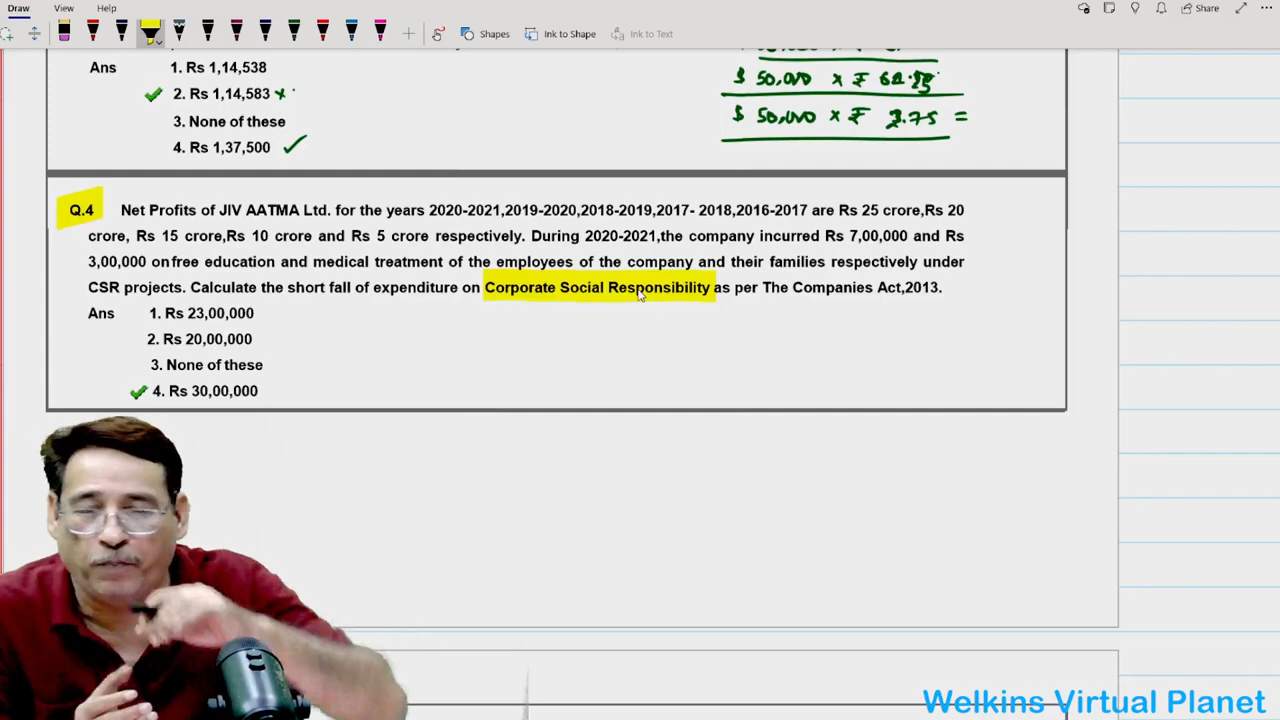 Draw View Help Share
Shapes Ink to Shape Ink to Text
Ans 1. Rs 1,14,538
2. Rs 1,14,583 x
3. None of these
4. Rs 1,37,500
$ 50,000 x ₹
$ 50,000 x ₹ 3.75 =
Q.4 Net Profits of JIV AATMA Ltd. for the years 2020-2021,2019-2020,2018-2019,2017- 2018,2016-2017 are Rs 25 crore,Rs 20
crore, Rs 15 crore,Rs 10 crore and Rs 5 crore respectively. During 2020-2021,the company incurred Rs 7,00,000 and Rs
3,00,000 onfree education and medical treatment of the employees of the company and their families respectively under
CSR projects. Calculate the short fall of expenditure on Corporate Social Responsibility as per The Companies Act,2013.
Ans 1. Rs 23,00,000
2. Rs 20,00,000
3. None of these
4. Rs 30,00,000
Welkins Virtual Planet